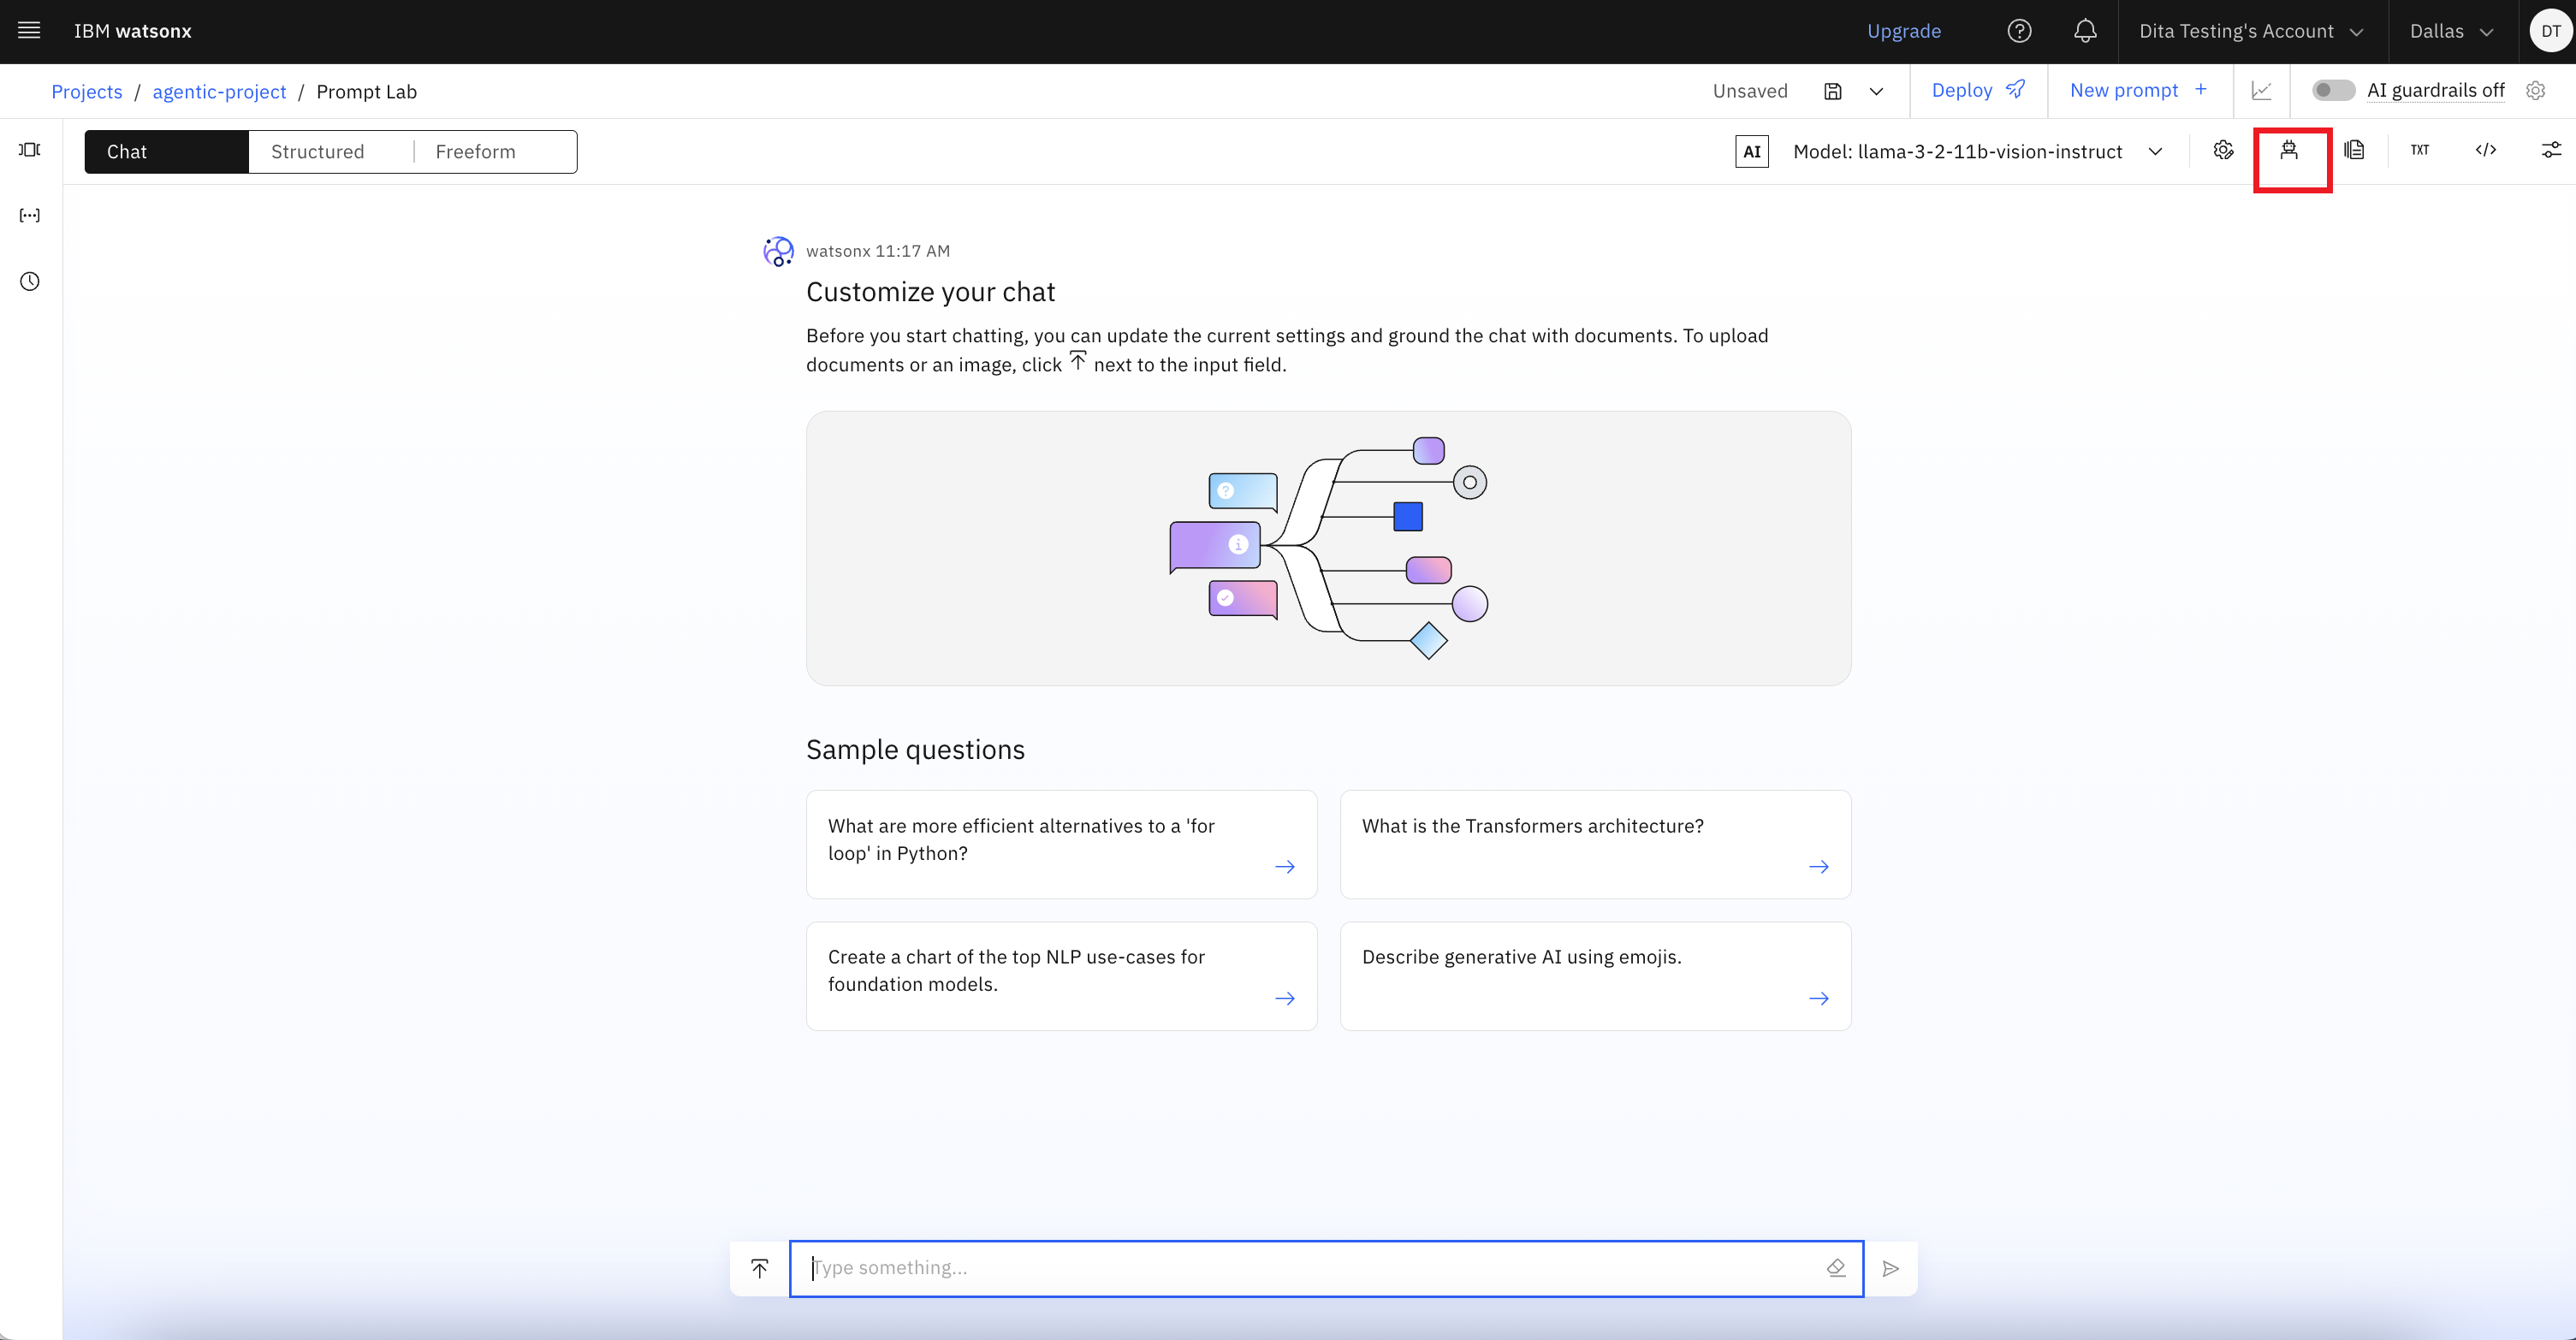 IBM watsonx
Upgrade
Dita Testing's Account
Dallas
DT
Projects / agentic-project / Prompt Lab
Unsaved
Deploy
New prompt +
AI guardrails off
Chat
Structured
Freeform
AI
Model: llama-3-2-11b-vision-instruct
TXT
</>
watsonx 11:17 AM
Customize your chat
Before you start chatting, you can update the current settings and ground the chat with documents. To upload
documents or an image, click next to the input field.
Sample questions
What are more efficient alternatives to a 'for
loop' in Python?
What is the Transformers architecture?
Create a chart of the top NLP use-cases for
foundation models.
Describe generative AI using emojis.
Type something...